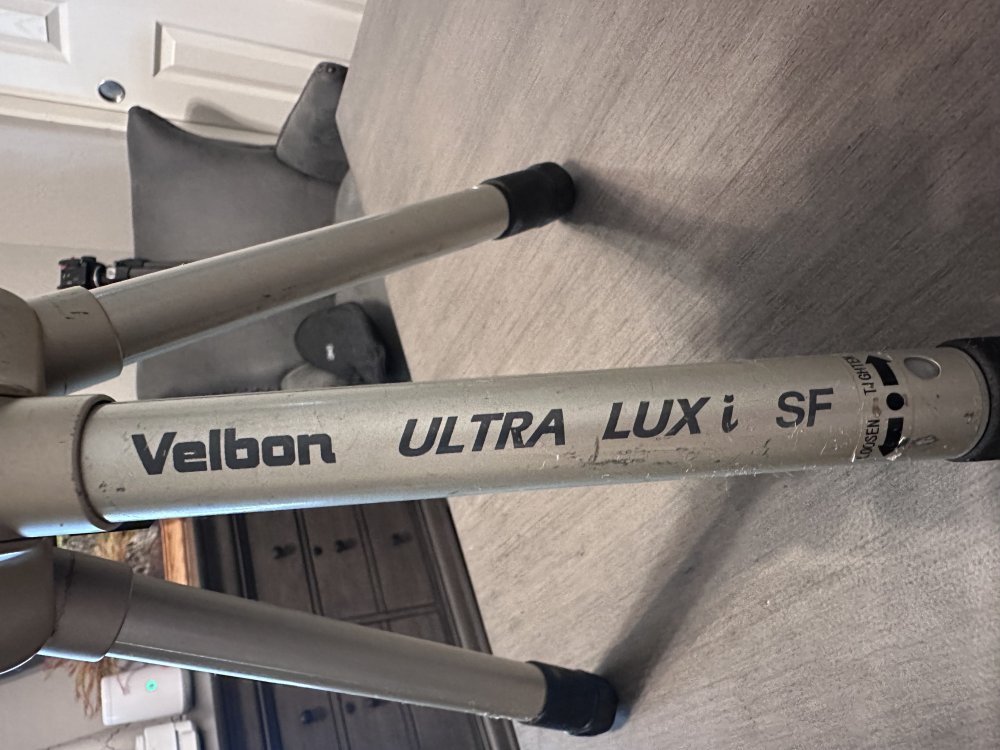 Velbon ULTRA LUX i SF
LOOSEN TIGHTEN